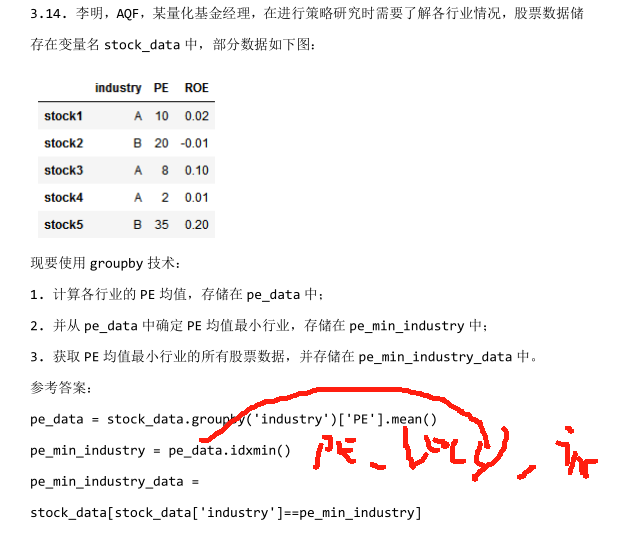 3.14. 李明，AQF，某量化基金经理，在进行策略研究时需要了解各行业情况，股票数据储
存在变量名 stock_data 中，部分数据如下图：
industry PE ROE
stock1 A 10 0.02
stock2 B 20 -0.01
stock3 A 8 0.10
stock4 A 2 0.01
stock5 B 35 0.20
现要使用 groupby 技术：
1. 计算各行业的 PE 均值，存储在 pe_data 中；
2. 并从 pe_data 中确定 PE 均值最小行业，存储在 pe_min_industry 中；
3. 获取 PE 均值最小行业的所有股票数据，并存储在 pe_min_industry_data 中。
参考答案：
pe_data = stock_data.groupby('industry')['PE'].mean()
pe_min_industry = pe_data.idxmin()
PE
pe_min_industry_data =
stock_data[stock_data['industry']==pe_min_industry]